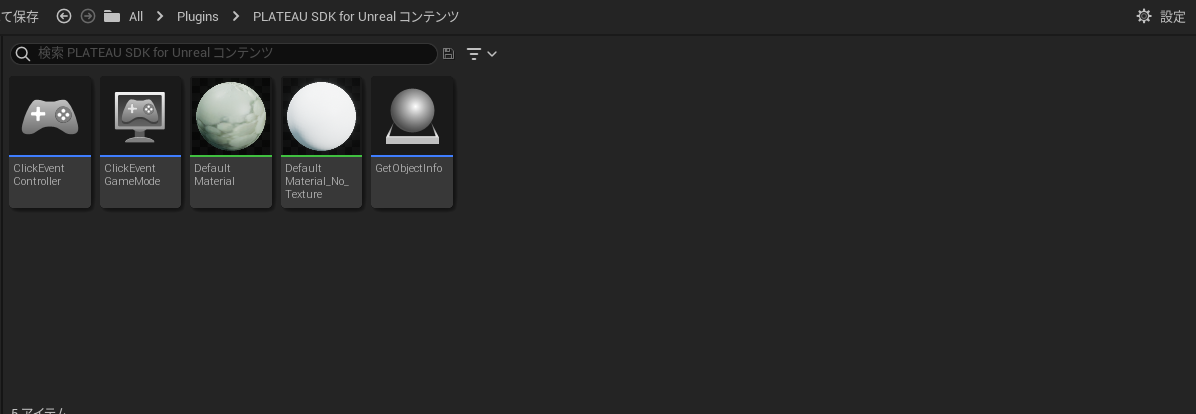 て保存 All Plugins PLATEAU SDK for Unreal コンテンツ 設定
検索 PLATEAU SDK for Unreal コンテンツ
ClickEvent
Controller
ClickEvent
GameMode
Default
Material
Default
Material_No_
Texture
GetObjectInfo
5 アイテム